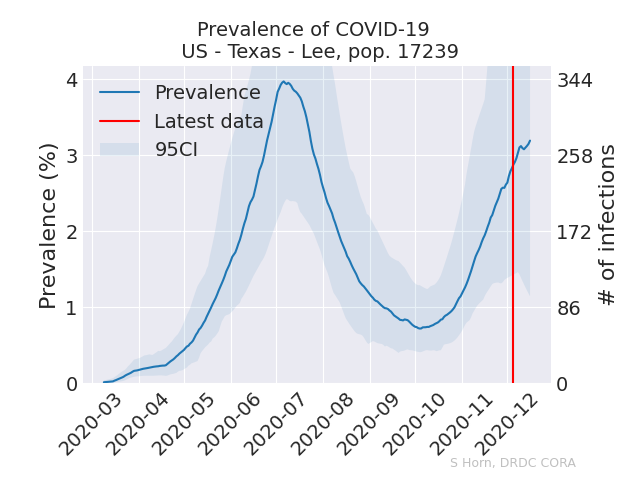 Prevalence of COVID-19
US - Texas - Lee, pop. 17239
Prevalence
Latest data
95CI
Prevalence (%)
4
3
2
1
0
344
258
172
86
0
# of infections
2020-03
2020-04
2020-05
2020-06
2020-07
2020-08
2020-09
2020-10
2020-11
2020-12
S Horn, DRDC CORA